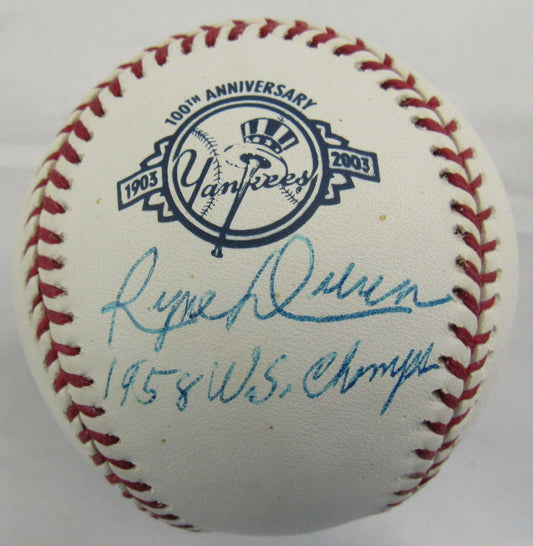 100TH ANNIVERSARY
1903 Yankees 2003
Ryne Duren
1958 W.S. Champs